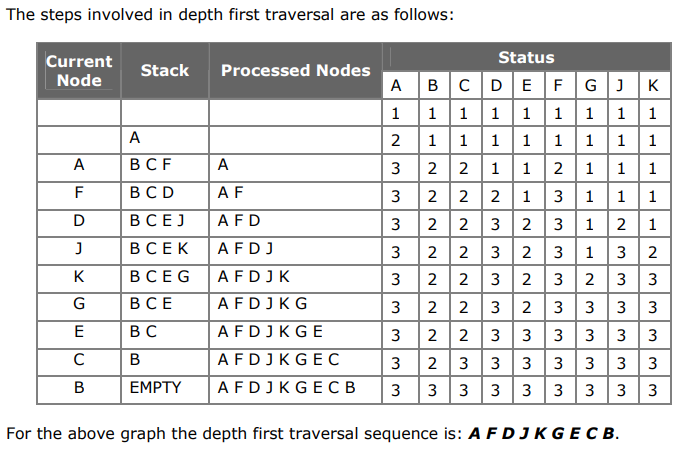 The steps involved in depth first traversal are as follows:
Current Node Stack Processed Nodes Status
A B C D E F G J K
1 1 1 1 1 1 1 1 1
A 2 1 1 1 1 1 1 1 1
A B C F A 3 2 2 1 1 2 1 1 1
F B C D A F 3 2 2 2 1 3 1 1 1
D B C E J A F D 3 2 2 3 2 3 1 2 1
J B C E K A F D J 3 2 2 3 2 3 1 3 2
K B C E G A F D J K 3 2 2 3 2 3 2 3 3
G B C E A F D J K G 3 2 2 3 2 3 3 3 3
E B C A F D J K G E 3 2 2 3 3 3 3 3 3
C B A F D J K G E C 3 2 3 3 3 3 3 3 3
B EMPTY A F D J K G E C B 3 3 3 3 3 3 3 3 3
For the above graph the depth first traversal sequence is: A F D J K G E C B.